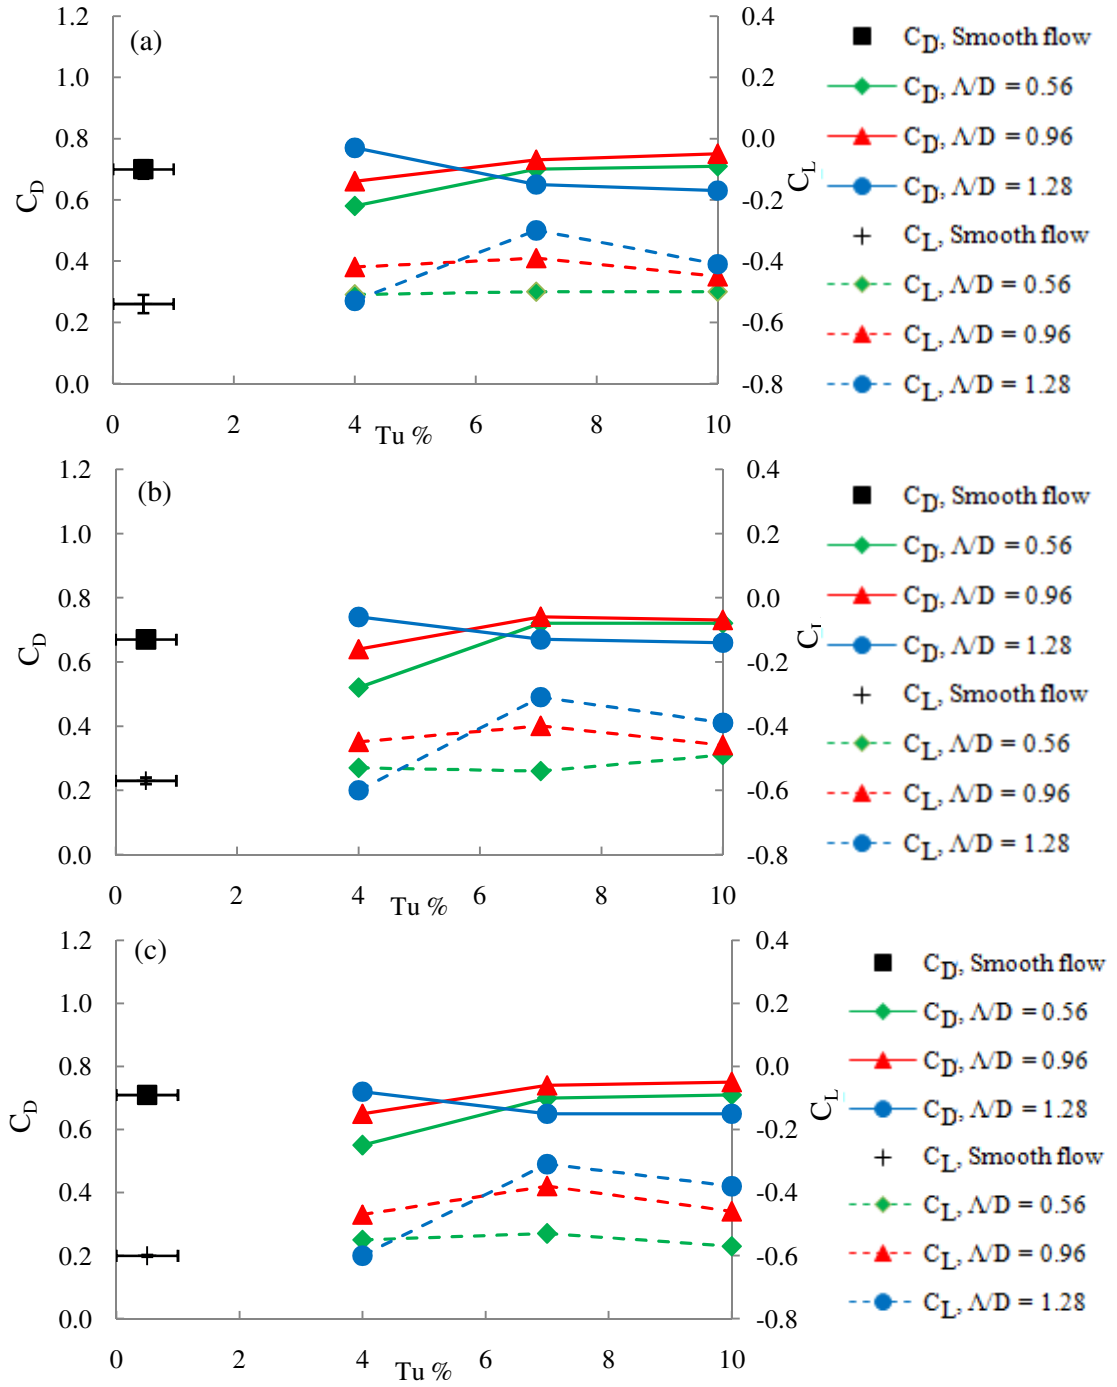 (a)
1.2
1.0
0.8
0.6
0.4
0.2
0.0
C_D
0.4
0.2
0.0
-0.2
-0.4
-0.6
-0.8
C_L
0 2 4 6 8 10
Tu %
C_D, Smooth flow
C_D, Λ/D = 0.56
C_D, Λ/D = 0.96
C_D, Λ/D = 1.28
C_L, Smooth flow
C_L, Λ/D = 0.56
C_L, Λ/D = 0.96
C_L, Λ/D = 1.28
(b)
1.2
1.0
0.8
0.6
0.4
0.2
0.0
C_D
0.4
0.2
0.0
-0.2
-0.4
-0.6
-0.8
C_L
0 2 4 6 8 10
Tu %
C_D, Smooth flow
C_D, Λ/D = 0.56
C_D, Λ/D = 0.96
C_D, Λ/D = 1.28
C_L, Smooth flow
C_L, Λ/D = 0.56
C_L, Λ/D = 0.96
C_L, Λ/D = 1.28
(c)
1.2
1.0
0.8
0.6
0.4
0.2
0.0
C_D
0.4
0.2
0.0
-0.2
-0.4
-0.6
-0.8
C_L
0 2 4 6 8 10
Tu %
C_D, Smooth flow
C_D, Λ/D = 0.56
C_D, Λ/D = 0.96
C_D, Λ/D = 1.28
C_L, Smooth flow
C_L, Λ/D = 0.56
C_L, Λ/D = 0.96
C_L, Λ/D = 1.28